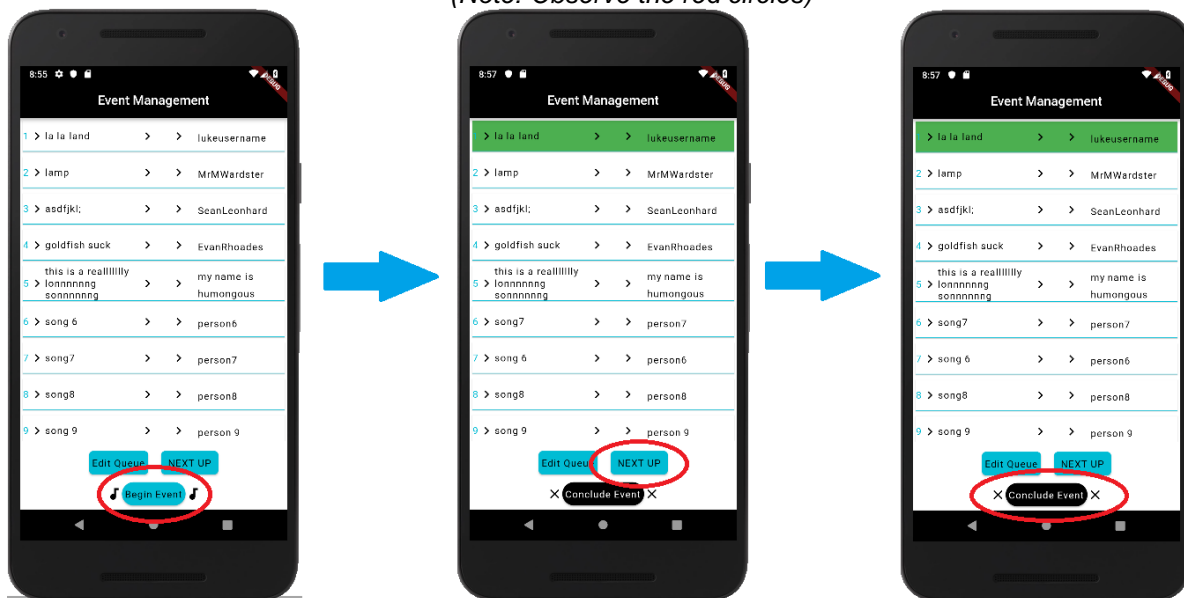 (Note: Observe the red circles)
8:55
DEBUG
Event Management
1 > la la land > > lukeusername
2 > lamp > > MrMWardster
3 > asdfjkl; > > SeanLeonhard
4 > goldfish suck > > EvanRhoades
this is a reallllllly
5 > lonnnnnng > > my name is
sonnnnnng humongous
6 > song 6 > > person6
7 > song7 > > person7
8 > song8 > > person8
9 > song 9 > > person 9
Edit Queue NEXT UP
Begin Event
8:57
DEBUG
Event Management
> la la land > > lukeusername
2 > lamp > > MrMWardster
3 > asdfjkl; > > SeanLeonhard
4 > goldfish suck > > EvanRhoades
this is a reallllllly
5 > lonnnnnng > > my name is
sonnnnnng humongous
6 > song7 > > person7
7 > song 6 > > person6
8 > song8 > > person8
9 > song 9 > > person 9
Edit Queue NEXT UP
× Conclude Event ×
8:57
DEBUG
Event Management
> la la land > > lukeusername
2 > lamp > > MrMWardster
3 > asdfjkl; > > SeanLeonhard
4 > goldfish suck > > EvanRhoades
this is a reallllllly
5 > lonnnnnng > > my name is
sonnnnnng humongous
6 > song7 > > person7
7 > song 6 > > person6
8 > song8 > > person8
9 > song 9 > > person 9
Edit Queue NEXT UP
× Conclude Event ×